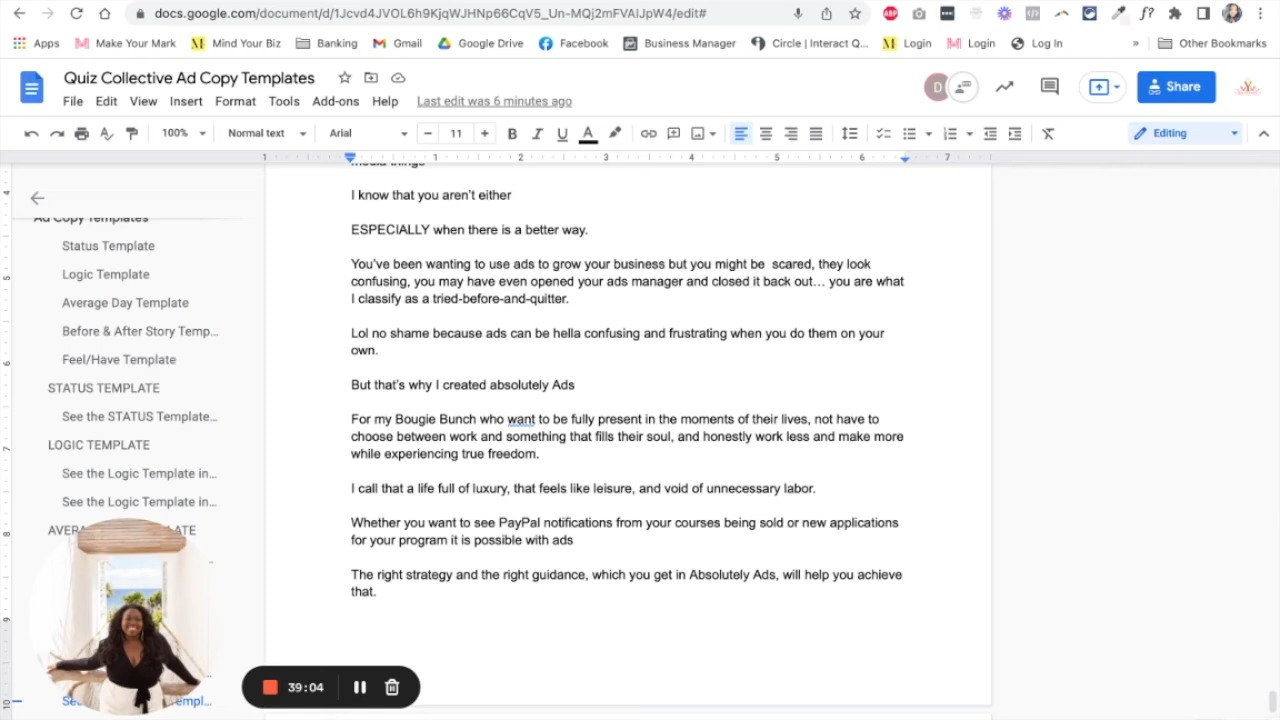 docs.google.com/document/d/1Jcvd4JVOL6h9KjqWJHNp66CqV5_Un-MQj2mFVAlJpW4/edit#
Apps Make Your Mark Mind Your Biz Banking Gmail Google Drive Facebook Business Manager Circle | Interact Q... Login Login Log In » Other Bookmarks
Quiz Collective Ad Copy Templates
D
Share
File Edit View Insert Format Tools Add-ons Help Last edit was 6 minutes ago
100% Normal text Arial − 11 + B I U A Editing
1 1 2 3 4 5 6 7
media things
Ad Copy Templates
Status Template
Logic Template
Average Day Template
Before & After Story Temp...
Feel/Have Template
STATUS TEMPLATE
See the STATUS Template...
LOGIC TEMPLATE
See the Logic Template in...
See the Logic Template in...
I know that you aren't either
ESPECIALLY when there is a better way.
You've been wanting to use ads to grow your business but you might be  scared, they look
confusing, you may have even opened your ads manager and closed it back out… you are what
I classify as a tried-before-and-quitter.
Lol no shame because ads can be hella confusing and frustrating when you do them on your
own.
But that's why I created absolutely Ads
For my Bougie Bunch who want to be fully present in the moments of their lives, not have to
choose between work and something that fills their soul, and honestly work less and make more
while experiencing true freedom.
I call that a life full of luxury, that feels like leisure, and void of unnecessary labor.
Whether you want to see PayPal notifications from your courses being sold or new applications
for your program it is possible with ads
The right strategy and the right guidance, which you get in Absolutely Ads, will help you achieve
that.
39:04